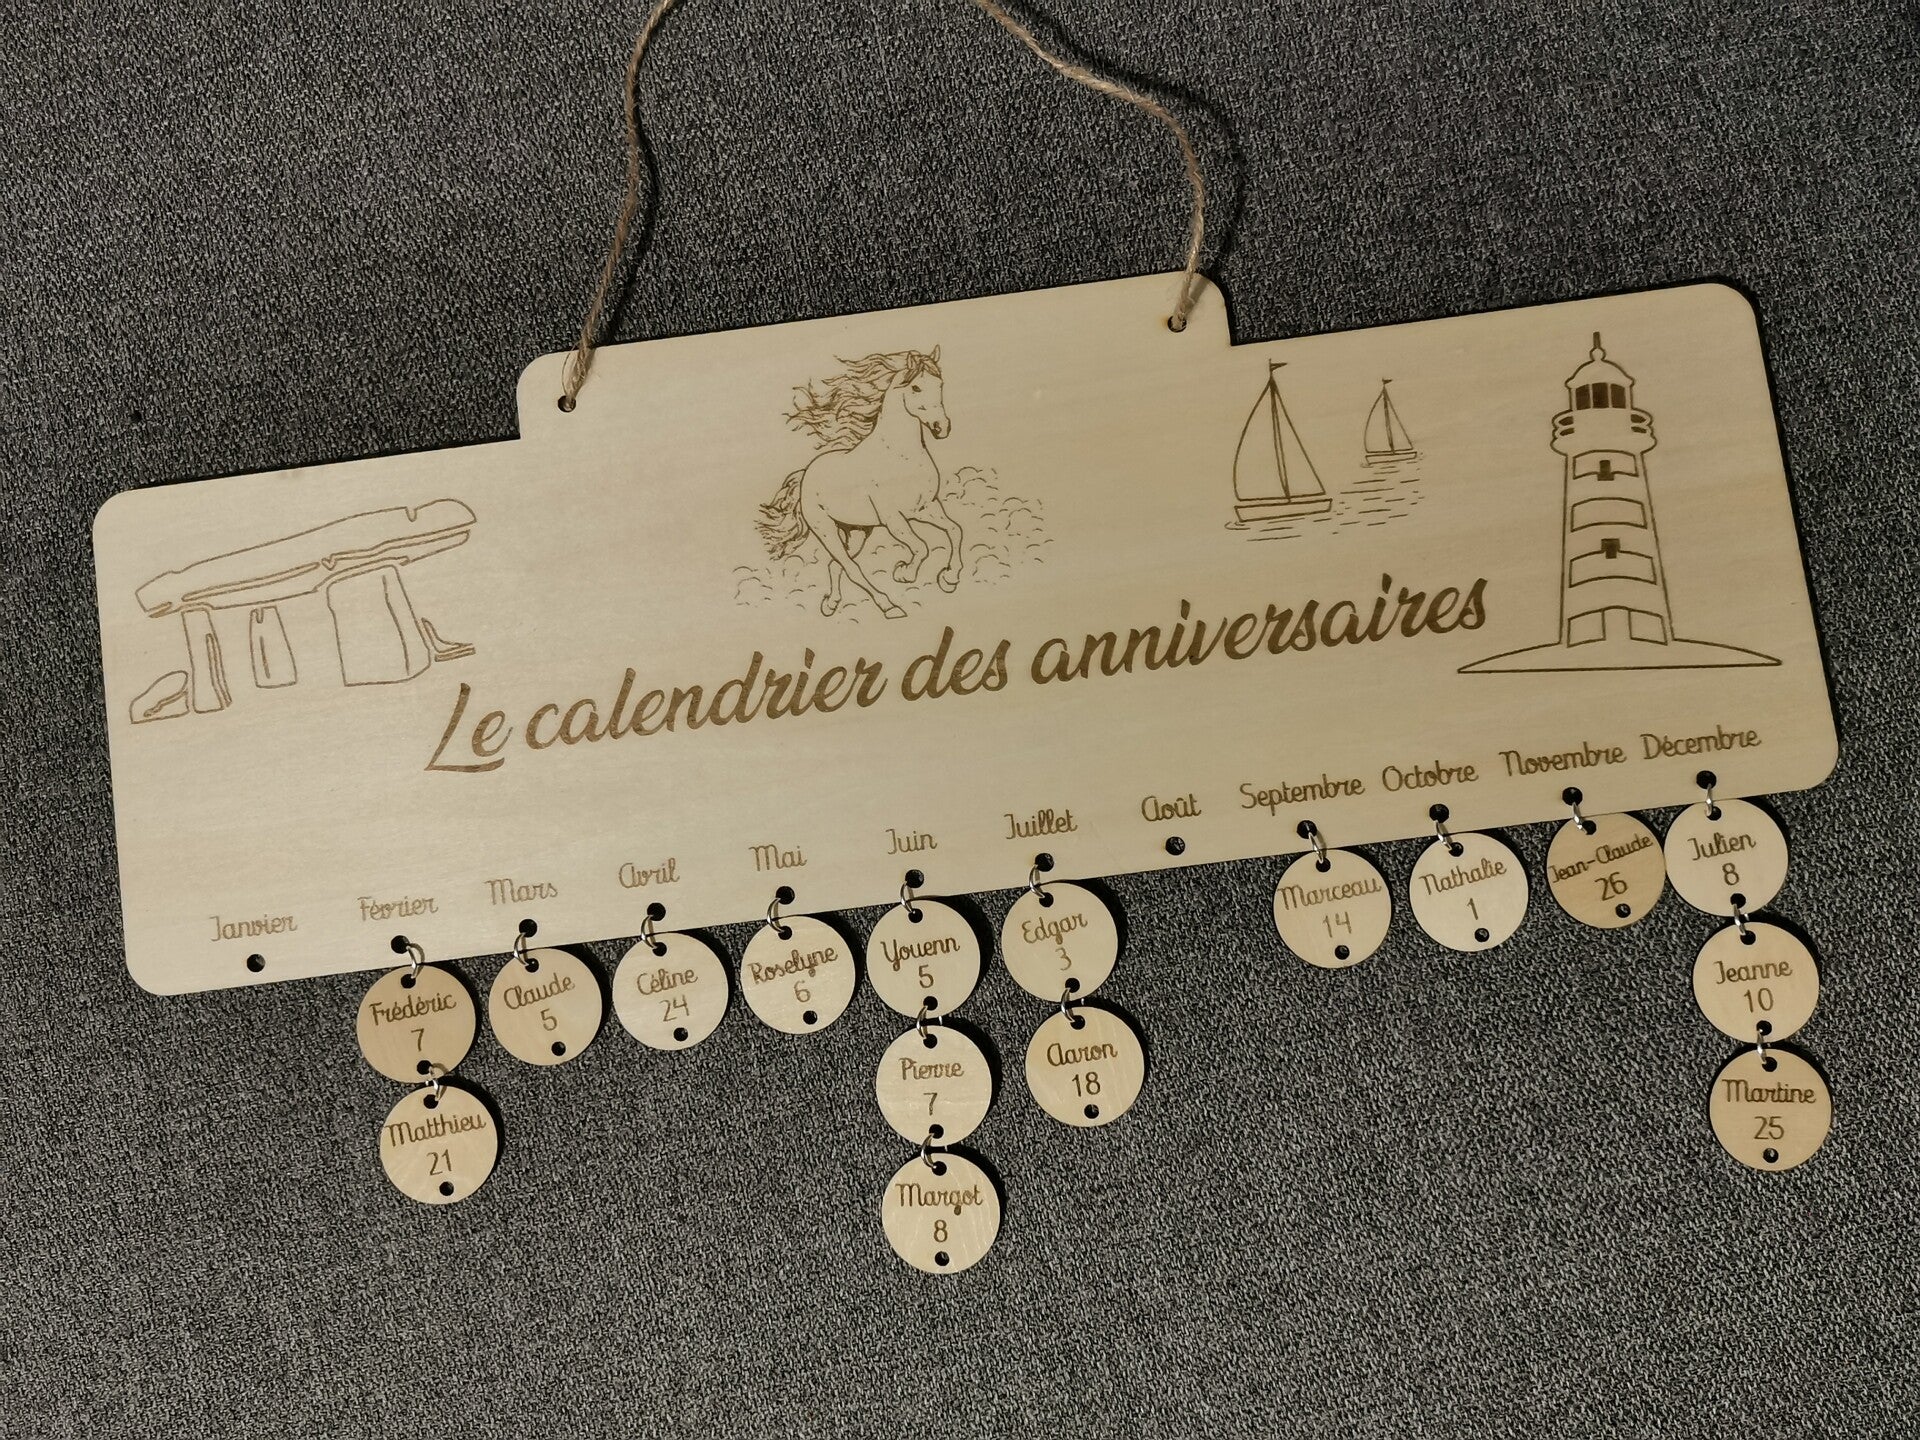 Le calendrier des anniversaires
Janvier Février Mars Avril Mai Juin Juillet Août Septembre Octobre Novembre Décembre
Frédéric
7
Matthieu
21
Claude
5
Céline
24
Roselyne
6
Youenn
5
Pierre
7
Margot
8
Edgar
3
Aaron
18
Marceau
14
Nathalie
1
Jean-Claude
26
Julien
8
Jeanne
10
Martine
25